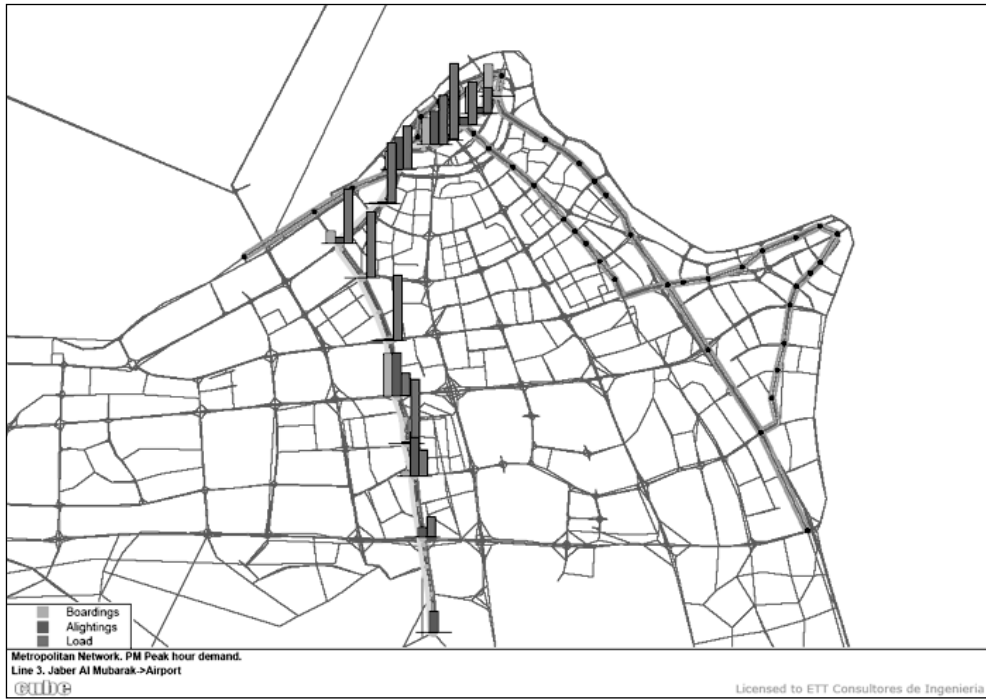 Boardings
Alightings
Load
Metropolitan Network. PM Peak hour demand.
Line 3. Jaber Al Mubarak->Airport
cube
Licensed to ETT Consultores de Ingenieria